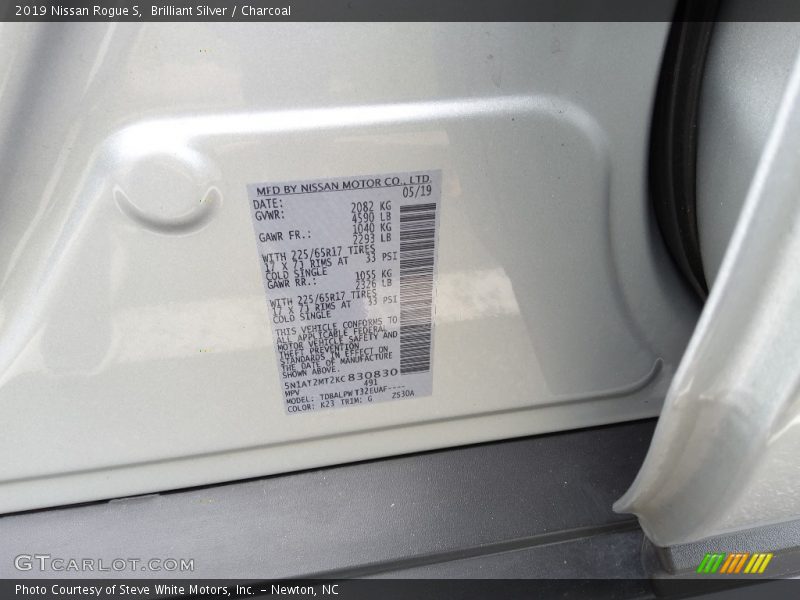 2019 Nissan Rogue S,  Brilliant Silver / Charcoal
MFD BY NISSAN MOTOR CO., LTD.
DATE: 05/19
GVWR: 2082 KG
4590 LB
GAWR FR.: 1040 KG
2293 LB
WITH 225/65R17 TIRES
17 X 7J RIMS AT 33 PSI
COLD SINGLE
GAWR RR.: 1055 KG
2326 LB
WITH 225/65R17 TIRES
17 X 7J RIMS AT 33 PSI
COLD SINGLE
THIS VEHICLE CONFORMS TO
ALL APPLICABLE FEDERAL
MOTOR VEHICLE SAFETY AND
THEFT PREVENTION
STANDARDS IN EFFECT ON
THE DATE OF MANUFACTURE
SHOWN ABOVE.
5N1AT2MT2KC830830
MPV 491
MODEL: TDBALPWT32EUAF----
COLOR: K23 TRIM: G ZS30A
GTCARLOT.COM
Photo Courtesy of Steve White Motors, Inc. – Newton, NC